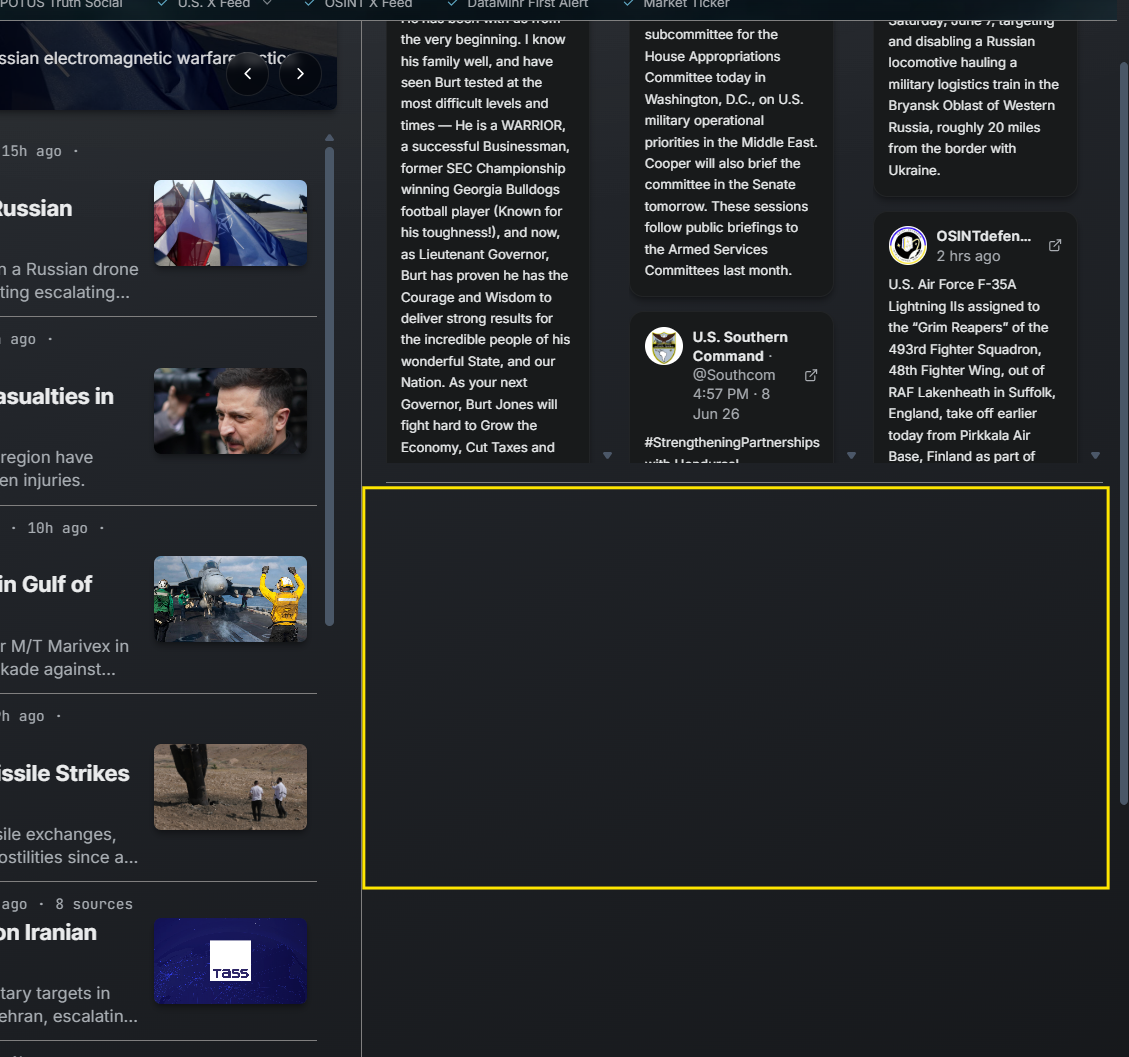 POTUS Truth Social
U.S. X Feed
OSINT X Feed
DataMinr First Alert
Market Ticker
ssian electromagnetic warfare
15h ago ·
Russian
n a Russian drone
ting escalating...
ago ·
asualties in
region have
en injuries.
· 10h ago ·
in Gulf of
r M/T Marivex in
kade against...
9h ago ·
issile Strikes
sile exchanges,
ostilities since a...
ago · 8 sources
on Iranian
tary targets in
ehran, escalatin...
TASS
He has been with us from
the very beginning. I know
his family well, and have
seen Burt tested at the
most difficult levels and
times — He is a WARRIOR,
a successful Businessman,
former SEC Championship
winning Georgia Bulldogs
football player (Known for
his toughness!), and now,
as Lieutenant Governor,
Burt has proven he has the
Courage and Wisdom to
deliver strong results for
the incredible people of his
wonderful State, and our
Nation. As your next
Governor, Burt Jones will
fight hard to Grow the
Economy, Cut Taxes and
subcommittee for the
House Appropriations
Committee today in
Washington, D.C., on U.S.
military operational
priorities in the Middle East.
Cooper will also brief the
committee in the Senate
tomorrow. These sessions
follow public briefings to
the Armed Services
Committees last month.
U.S. Southern
Command ·
@Southcom
4:57 PM · 8
Jun 26
#StrengtheningPartnerships
with Honduras!
Saturday, June 7, targeting
and disabling a Russian
locomotive hauling a
military logistics train in the
Bryansk Oblast of Western
Russia, roughly 20 miles
from the border with
Ukraine.
OSINTdefen...
2 hrs ago
U.S. Air Force F-35A
Lightning IIs assigned to
the “Grim Reapers” of the
493rd Fighter Squadron,
48th Fighter Wing, out of
RAF Lakenheath in Suffolk,
England, take off earlier
today from Pirkkala Air
Base, Finland as part of